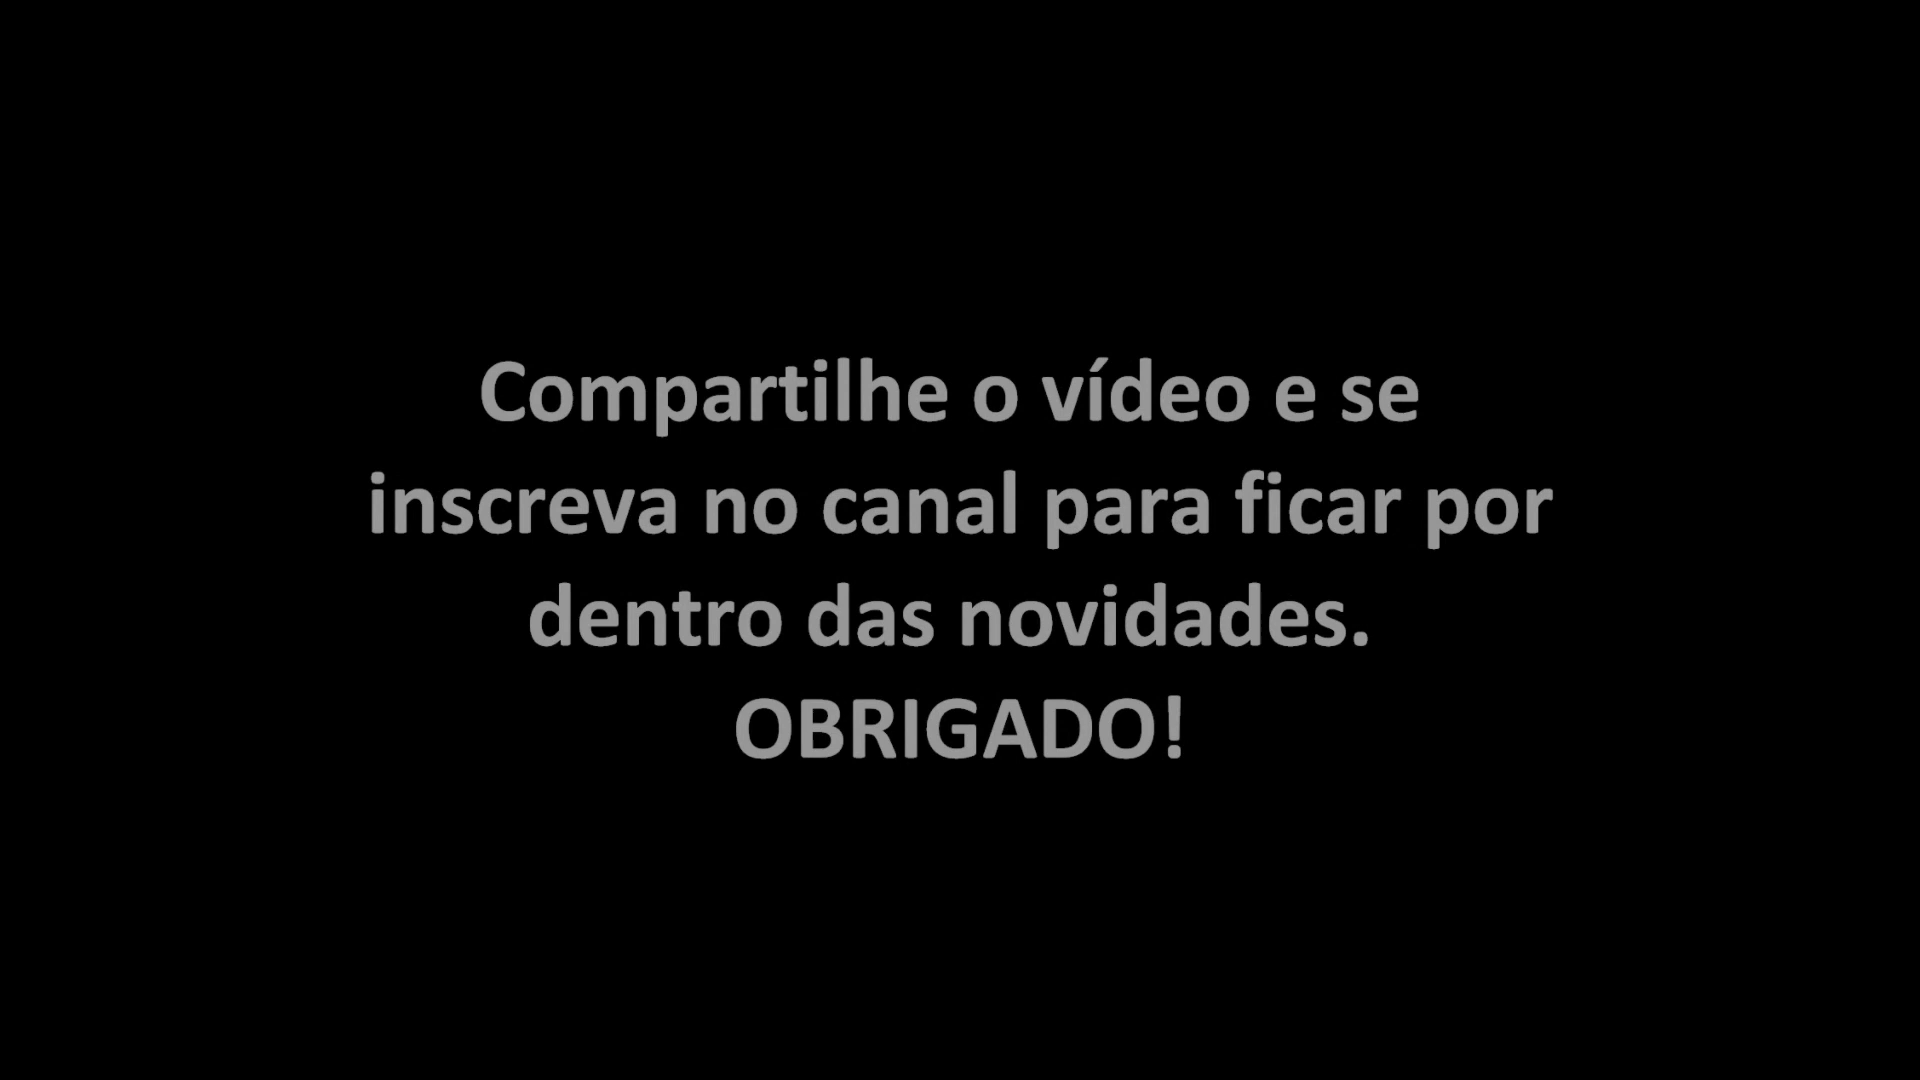 Compartilhe o vídeo e se
inscreva no canal para ficar por
dentro das novidades.
OBRIGADO!